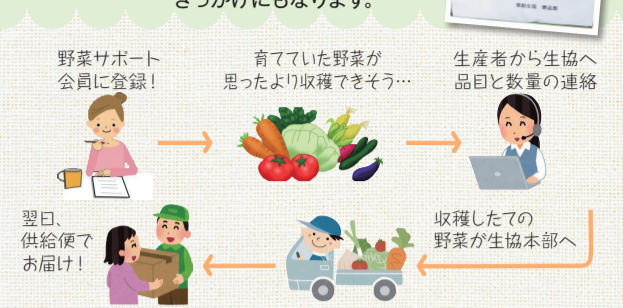 きっかけにもなります。
野菜サポート
会員に登録！
育てていた野菜が
思ったより収穫できそう…
生産者から生協へ
品目と数量の連絡
収穫したての
野菜が生協本部へ
翌日、
供給便で
お届け！